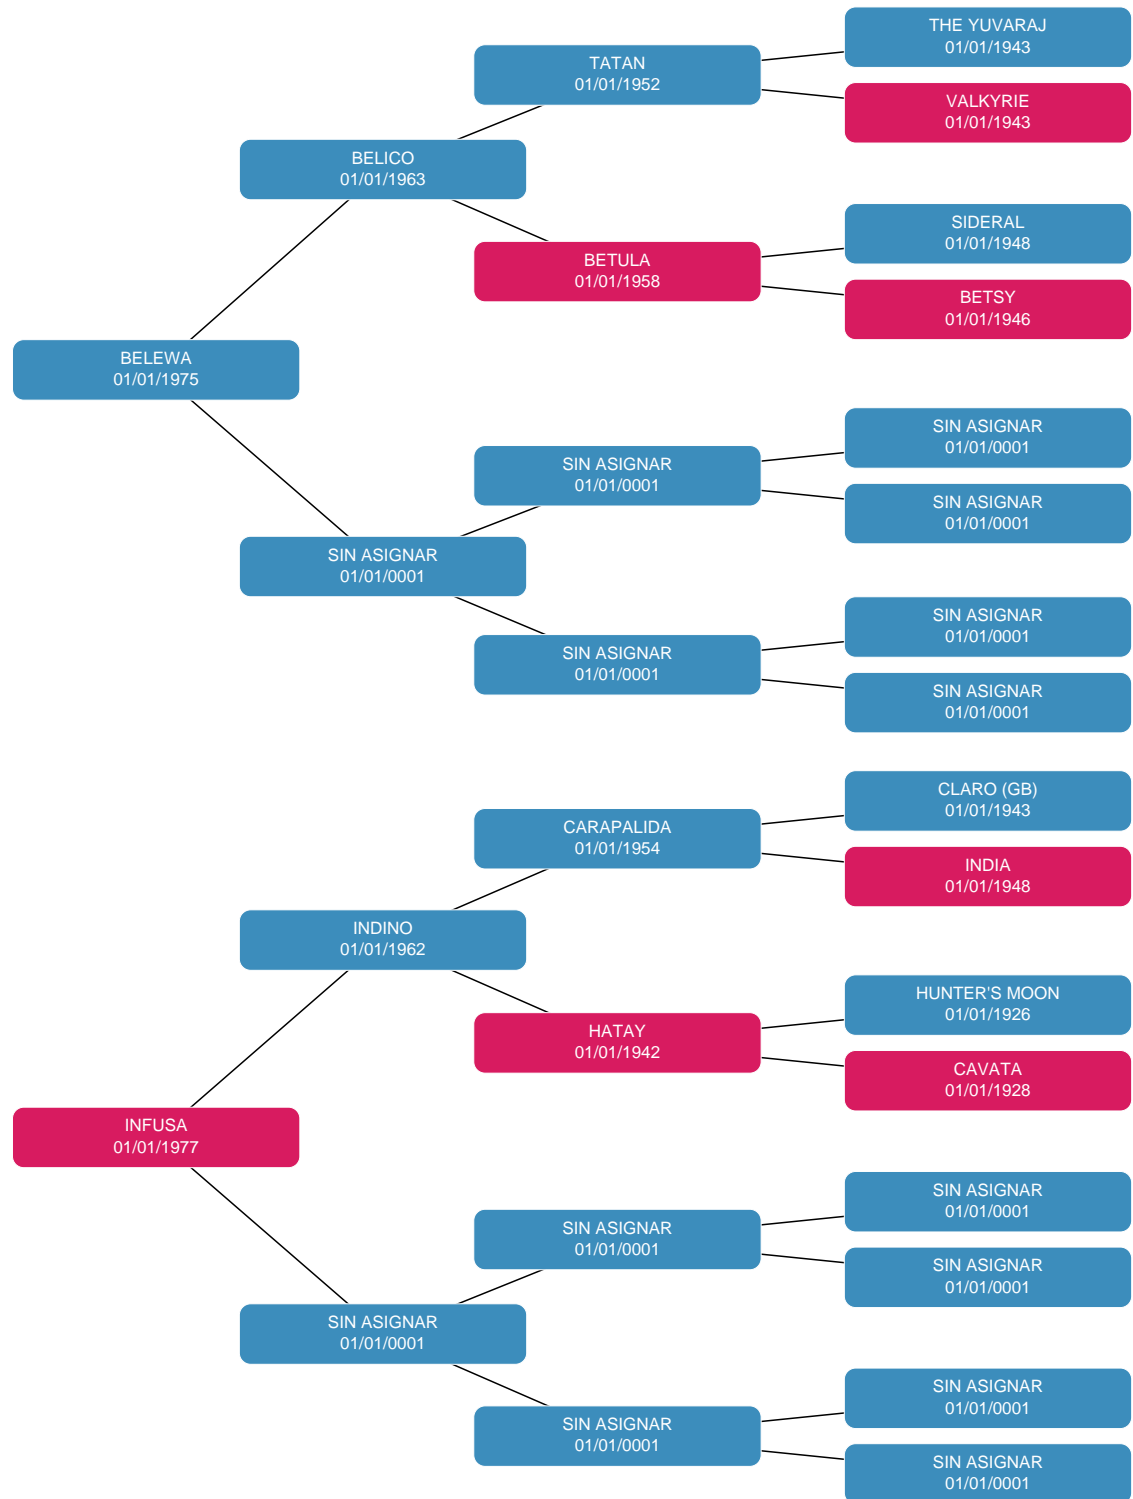 THE YUVARAJ
01/01/1943
TATAN
01/01/1952
VALKYRIE
01/01/1943
BELICO
01/01/1963
SIDERAL
01/01/1948
BETULA
01/01/1958
BETSY
01/01/1946
BELEWA
01/01/1975
SIN ASIGNAR
01/01/0001
SIN ASIGNAR
01/01/0001
SIN ASIGNAR
01/01/0001
SIN ASIGNAR
01/01/0001
SIN ASIGNAR
01/01/0001
SIN ASIGNAR
01/01/0001
SIN ASIGNAR
01/01/0001
CLARO (GB)
01/01/1943
CARAPALIDA
01/01/1954
INDIA
01/01/1948
INDINO
01/01/1962
HUNTER'S MOON
01/01/1926
HATAY
01/01/1942
CAVATA
01/01/1928
INFUSA
01/01/1977
SIN ASIGNAR
01/01/0001
SIN ASIGNAR
01/01/0001
SIN ASIGNAR
01/01/0001
SIN ASIGNAR
01/01/0001
SIN ASIGNAR
01/01/0001
SIN ASIGNAR
01/01/0001
SIN ASIGNAR
01/01/0001